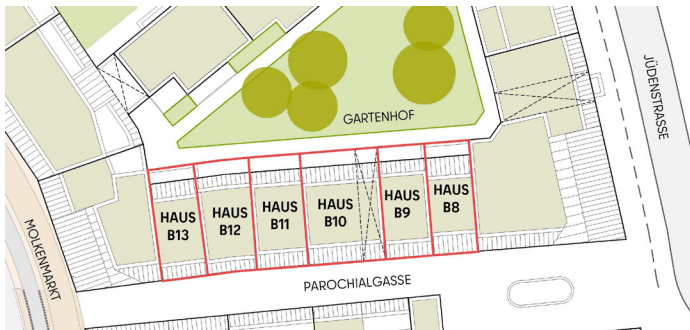 GARTENHOF
JÜDENSTRASSE
HAUS
B13
HAUS
B12
HAUS
B11
HAUS
B10
HAUS
B9
HAUS
B8
MOLKENMARKT
PAROCHIALGASSE